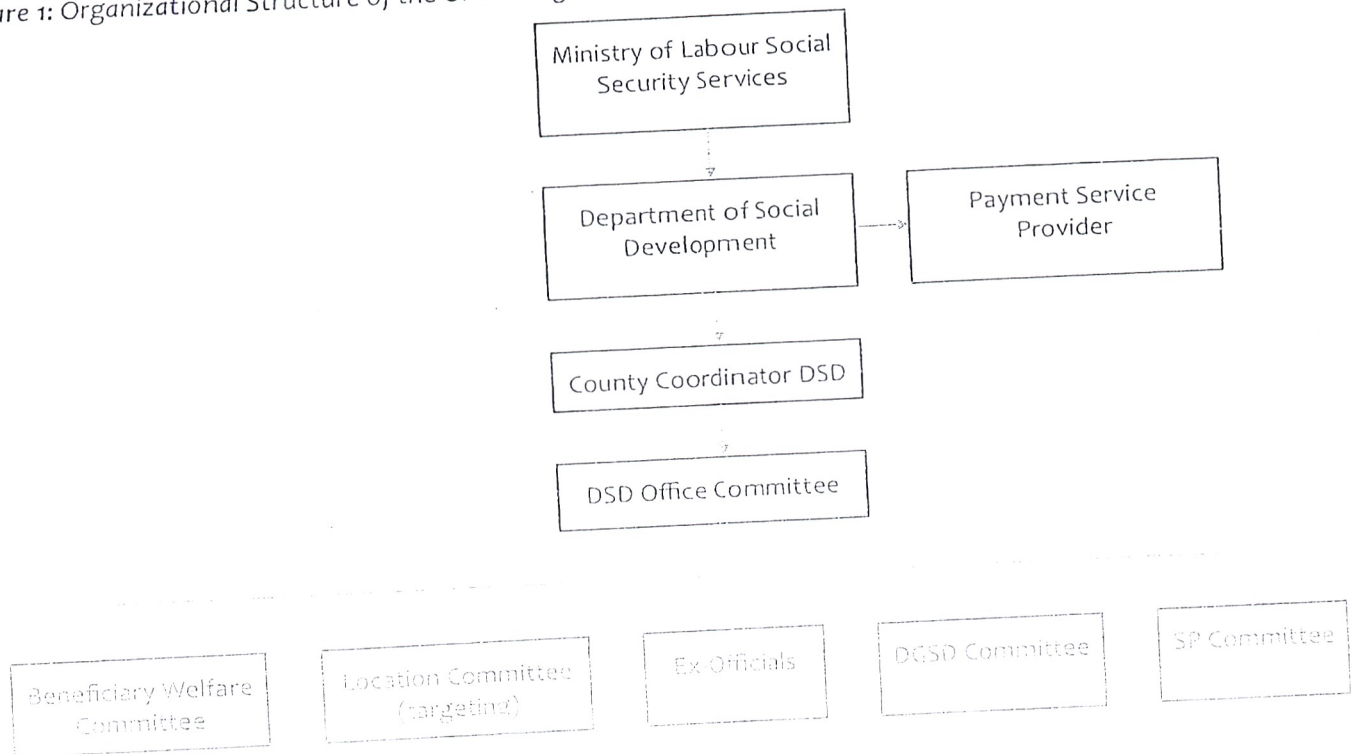 1: Organizational Structure of the
Ministry of Labour Social
Security Services
Department of Social
Development
Payment Service
Provider
County Coordinator DSD
DSD Office Committee
Beneficiary Welfare
Committee
Location Committee
(targeting)
Ex-Officials
DCSD Committee
SP Committee